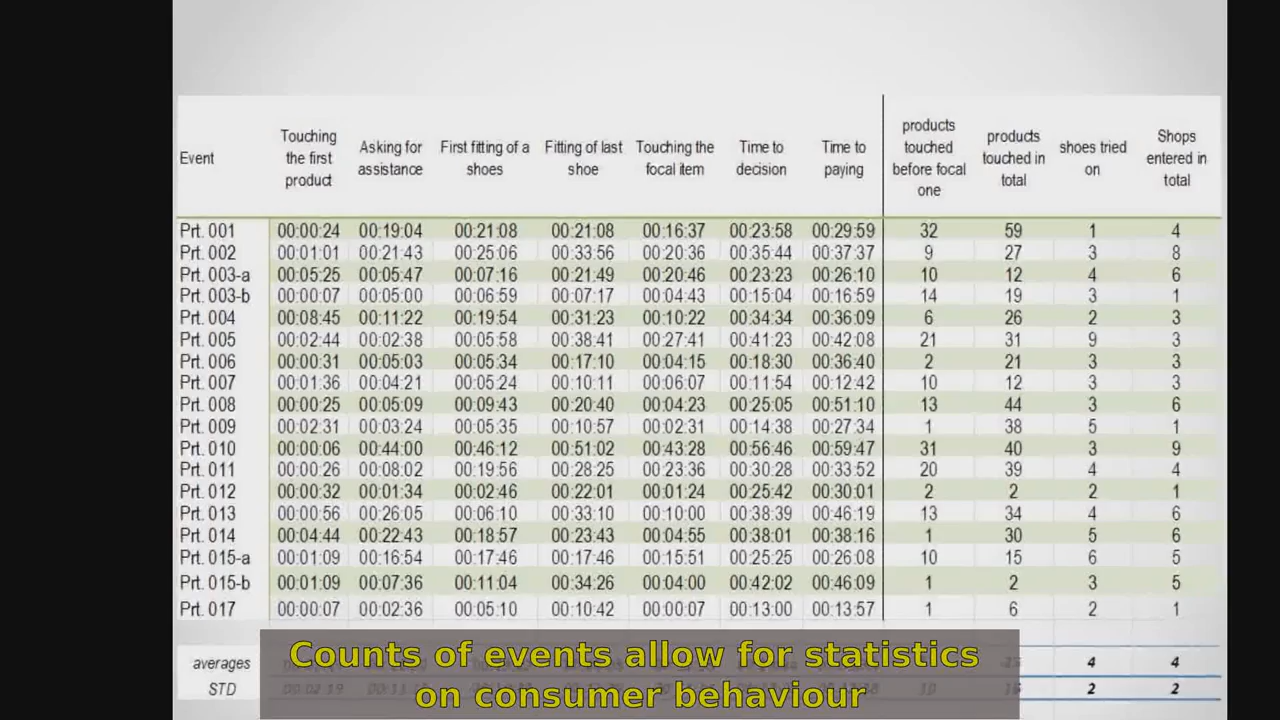 Event Touching the first product Asking for assistance First fitting of a shoes Fitting of last shoe Touching the focal item Time to decision Time to paying products touched before focal one products touched in total shoes tried on Shops entered in total
Prt. 001 00:00:24 00:19:04 00:21:08 00:21:08 00:16:37 00:23:58 00:29:59 32 59 1 4
Prt. 002 00:01:01 00:21:43 00:25:06 00:33:56 00:20:36 00:35:44 00:37:37 9 27 3 8
Prt. 003-a 00:05:25 00:05:47 00:07:16 00:21:49 00:20:46 00:23:23 00:26:10 10 12 4 6
Prt. 003-b 00:00:07 00:05:00 00:06:59 00:07:17 00:04:43 00:15:04 00:16:59 14 19 3 1
Prt. 004 00:08:45 00:11:22 00:19:54 00:31:23 00:10:22 00:34:34 00:36:09 6 26 2 3
Prt. 005 00:02:44 00:02:38 00:05:58 00:38:41 00:27:41 00:41:23 00:42:08 21 31 9 3
Prt. 006 00:00:31 00:05:03 00:05:34 00:17:10 00:04:15 00:18:30 00:36:40 2 21 3 3
Prt. 007 00:01:36 00:04:21 00:05:24 00:10:11 00:06:07 00:11:54 00:12:42 10 12 3 3
Prt. 008 00:00:25 00:05:09 00:09:43 00:20:40 00:04:23 00:25:05 00:51:10 13 44 3 6
Prt. 009 00:02:31 00:03:24 00:05:35 00:10:57 00:02:31 00:14:38 00:27:34 1 38 5 1
Prt. 010 00:00:06 00:44:00 00:46:12 00:51:02 00:43:28 00:56:46 00:59:47 31 40 3 9
Prt. 011 00:00:26 00:08:02 00:19:56 00:28:25 00:23:36 00:30:28 00:33:52 20 39 4 4
Prt. 012 00:00:32 00:01:34 00:02:46 00:22:01 00:01:24 00:25:42 00:30:01 2 2 2 1
Prt. 013 00:00:56 00:26:05 00:06:10 00:33:10 00:10:00 00:38:39 00:46:19 13 34 4 6
Prt. 014 00:04:44 00:22:43 00:18:57 00:23:43 00:04:55 00:38:01 00:38:16 1 30 5 6
Prt. 015-a 00:01:09 00:16:54 00:17:46 00:17:46 00:15:51 00:25:25 00:26:08 10 15 6 5
Prt. 015-b 00:01:09 00:07:36 00:11:04 00:34:26 00:04:00 00:42:02 00:46:09 1 2 3 5
Prt. 017 00:00:07 00:02:36 00:05:10 00:10:42 00:00:07 00:13:00 00:13:57 1 6 2 1
averages 4 4
STD 2 2
Counts of events allow for statistics
on consumer behaviour